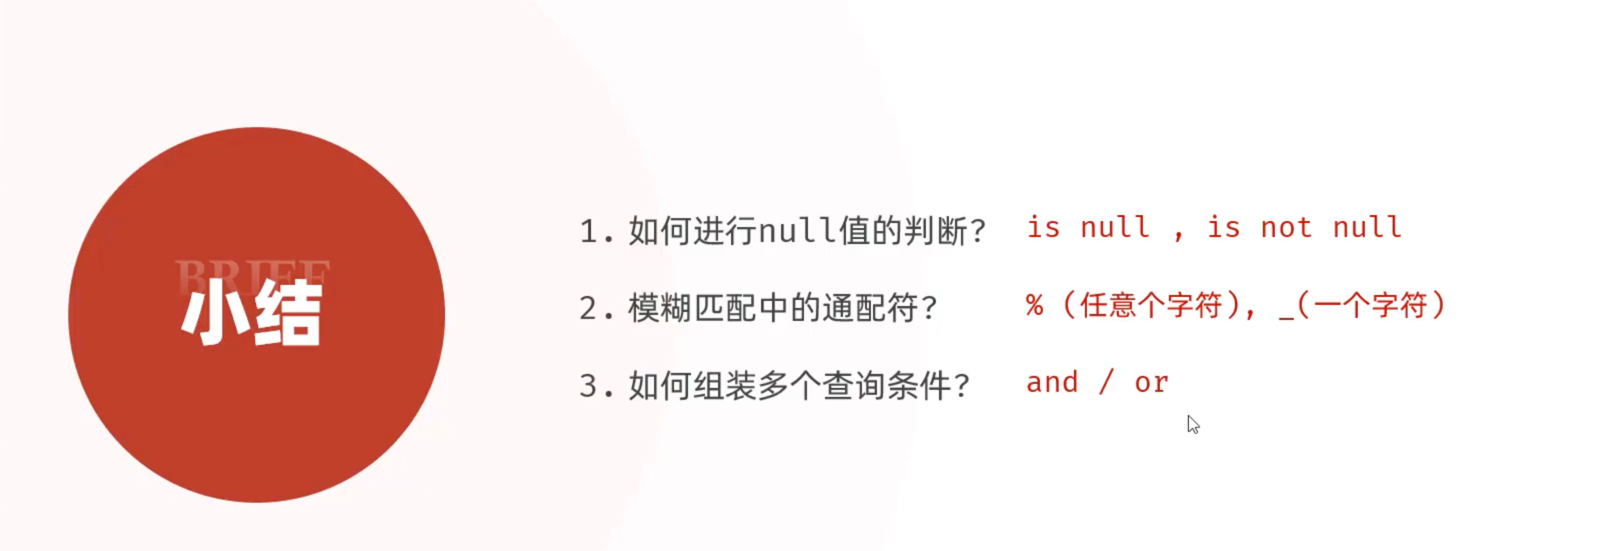 BRIEF
小结
1. 如何进行null值的判断? is null , is not null
2. 模糊匹配中的通配符? % (任意个字符), _(一个字符)
3. 如何组装多个查询条件? and / or